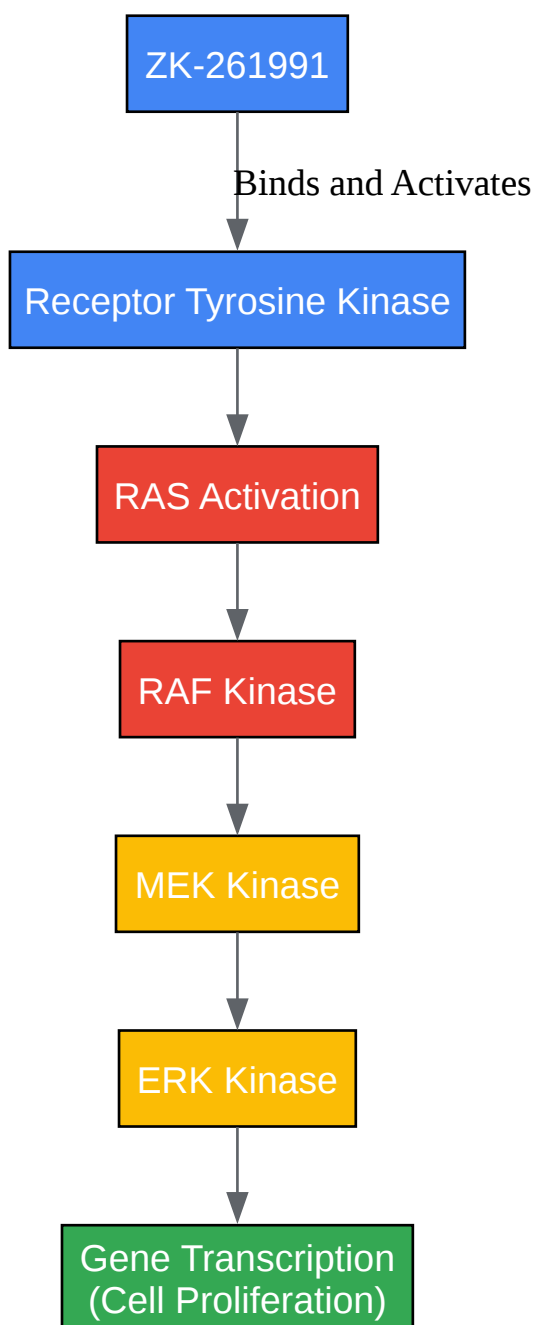 ZK-261991
Binds and Activates
Receptor Tyrosine Kinase
RAS Activation
RAF Kinase
MEK Kinase
ERK Kinase
Gene Transcription
(Cell Proliferation)